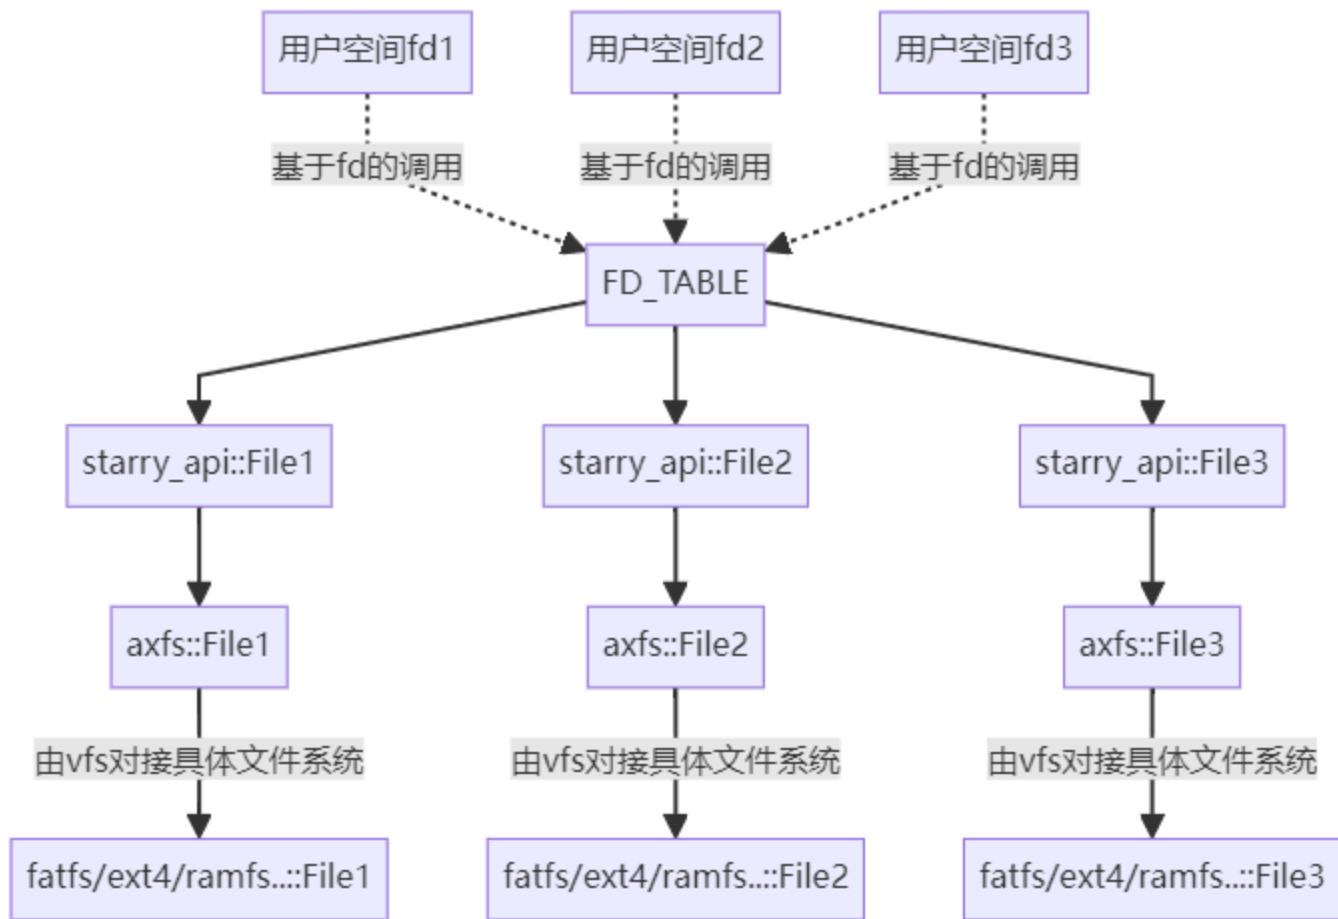 用户空间fd1
用户空间fd2
用户空间fd3
基于fd的调用
基于fd的调用
基于fd的调用
FD_TABLE
starry_api::File1
starry_api::File2
starry_api::File3
axfs::File1
axfs::File2
axfs::File3
由vfs对接具体文件系统
由vfs对接具体文件系统
由vfs对接具体文件系统
fatfs/ext4/ramfs..::File1
fatfs/ext4/ramfs..::File2
fatfs/ext4/ramfs..::File3